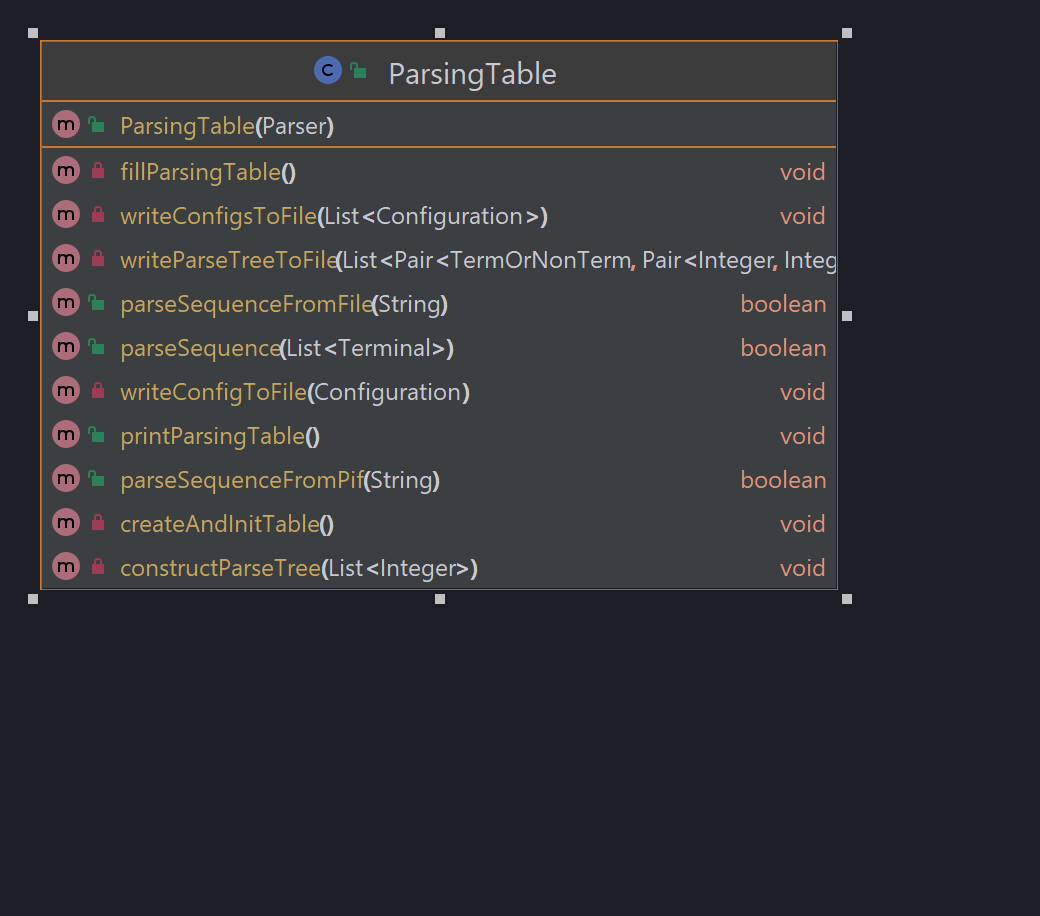 C ParsingTable
m ParsingTable(Parser)
m fillParsingTable() void
m writeConfigsToFile(List<Configuration>) void
m writeParseTreeToFile(List<Pair<TermOrNonTerm, Pair<Integer, Integ
m parseSequenceFromFile(String) boolean
m parseSequence(List<Terminal>) boolean
m writeConfigToFile(Configuration) void
m printParsingTable() void
m parseSequenceFromPif(String) boolean
m createAndInitTable() void
m constructParseTree(List<Integer>) void